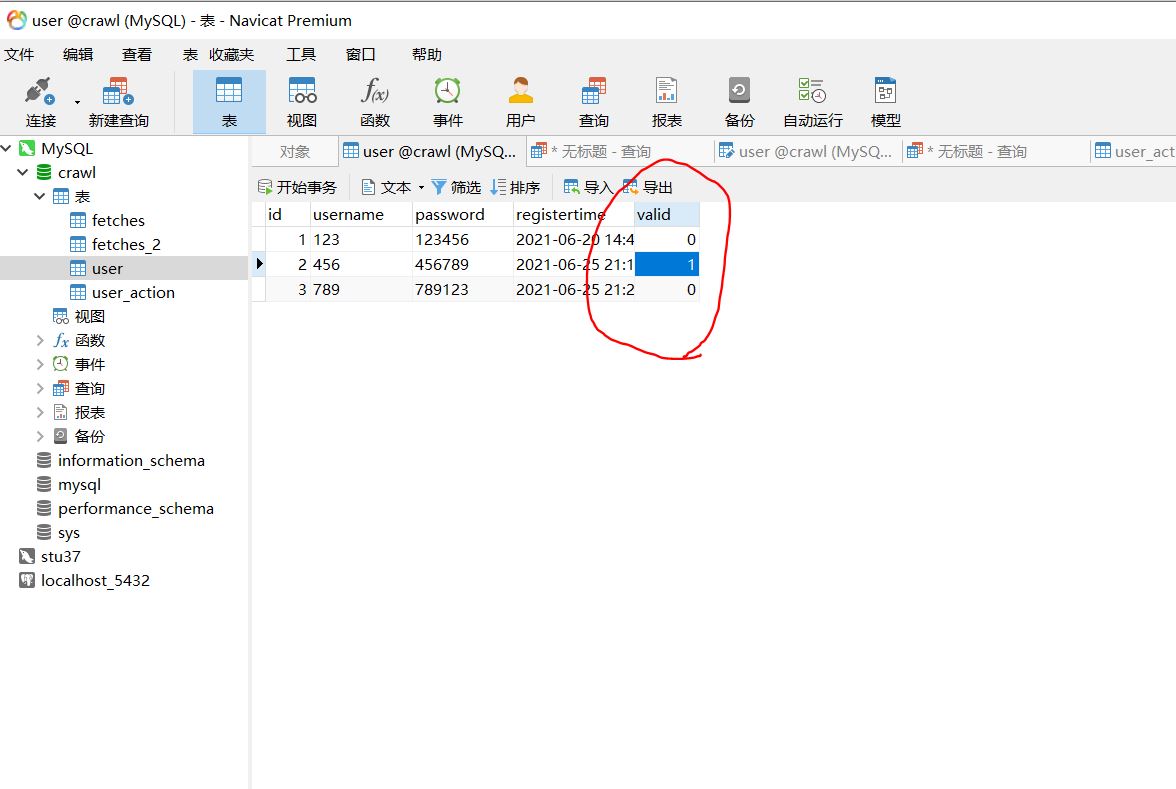 user @crawl (MySQL) - 表 - Navicat Premium
文件 编辑 查看 表 收藏夹 工具 窗口 帮助
连接 新建查询 表 视图 函数 事件 用户 查询 报表 备份 自动运行 模型
对象 user @crawl (MySQ... * 无标题 - 查询 user @crawl (MySQ... * 无标题 - 查询 user_act
开始事务 文本 筛选 排序 导入 导出
id username password registertime valid
1 123 123456 2021-06-20 14:4 0
2 456 456789 2021-06-25 21:1 1
3 789 789123 2021-06-25 21:2 0
MySQL
crawl
表
fetches
fetches_2
user
user_action
视图
fx 函数
事件
查询
报表
备份
information_schema
mysql
performance_schema
sys
stu37
localhost_5432